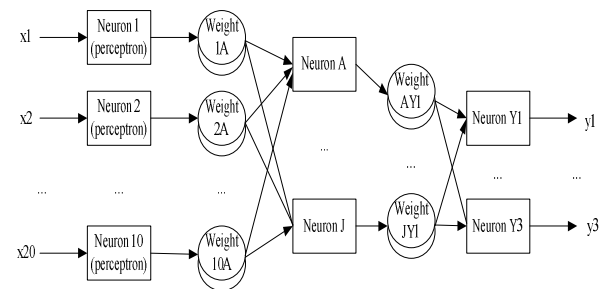 x1
Neuron 1
(perceptron)
Weight
1A
Neuron A
Weight
AY1
Neuron Y1
y1
x2
Neuron 2
(perceptron)
Weight
2A
...
...
...
...
...
...
...
...
x20
Neuron 10
(perceptron)
Weight
10A
Neuron J
Weight
JY1
Neuron Y3
y3